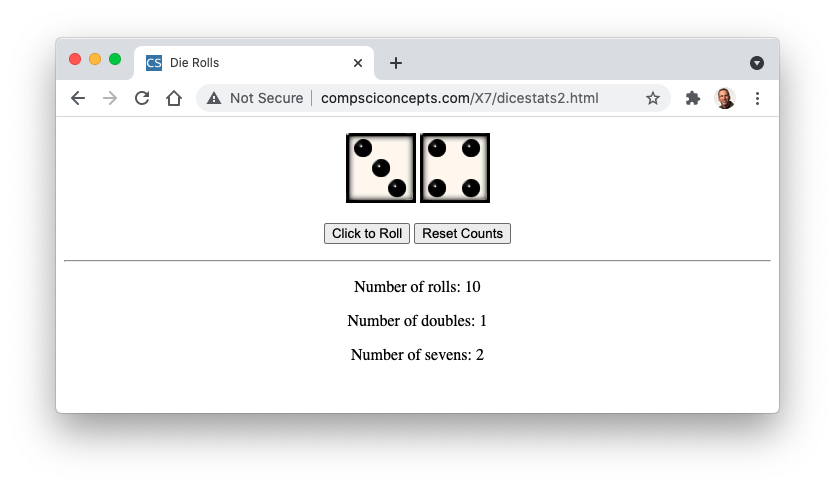 CS Die Rolls
Not Secure | compsciconcepts.com/X7/dicestats2.html
Click to Roll Reset Counts
Number of rolls: 10
Number of doubles: 1
Number of sevens: 2